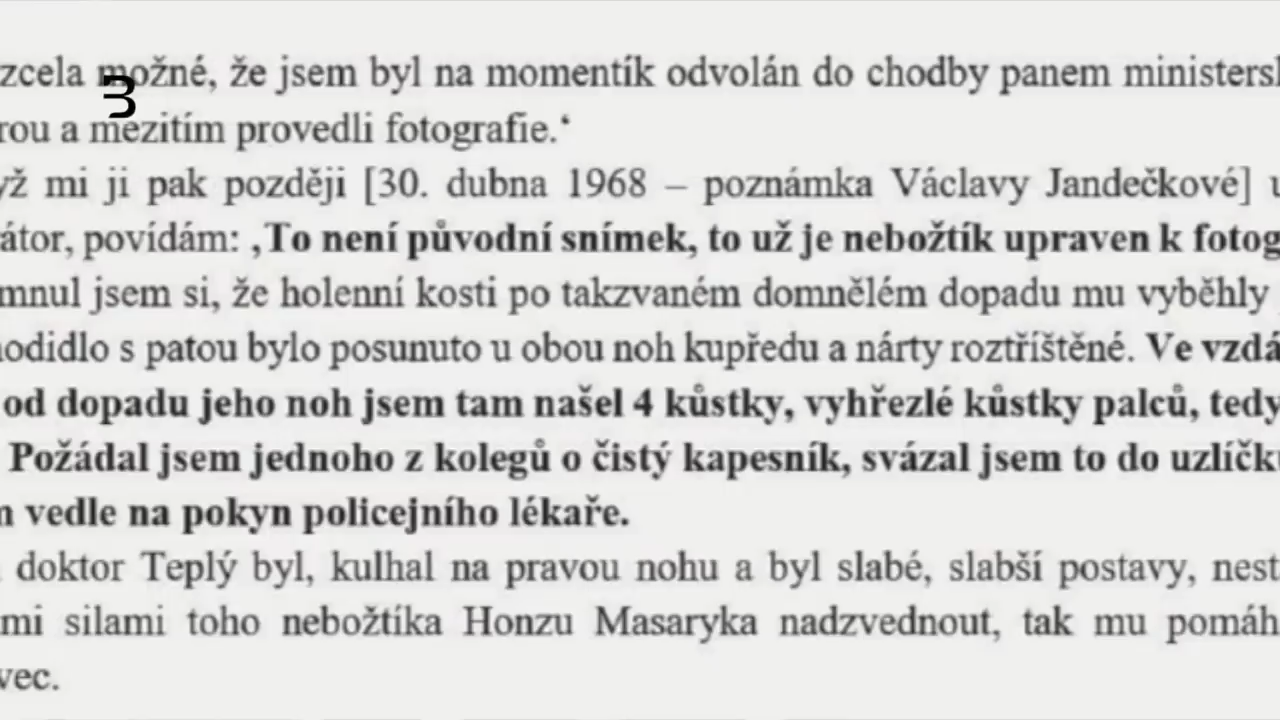 zcela možné, že jsem byl na momentík odvolán do chodby panem ministersk
3
rou a mezitím provedli fotografie.‘
yž mi ji pak později [30. dubna 1968 – poznámka Václavy Jandečkové] u
átor, povídám: ‚To není původní snímek, to už je nebožtík upraven k fotog
mnul jsem si, že holenní kosti po takzvaném domnělém dopadu mu vyběhly
hodidlo s patou bylo posunuto u obou noh kupředu a nárty roztříštěné. Ve vzdá
od dopadu jeho noh jsem tam našel 4 kůstky, vyhřezlé kůstky palců, tedy
Požádal jsem jednoho z kolegů o čistý kapesník, svázal jsem to do uzlíčku
m vedle na pokyn policejního lékaře.
doktor Teplý byl, kulhal na pravou nohu a byl slabé, slabší postavy, nest
mi silami toho nebožtíka Honzu Masaryka nadzvednout, tak mu pomáh
vec.